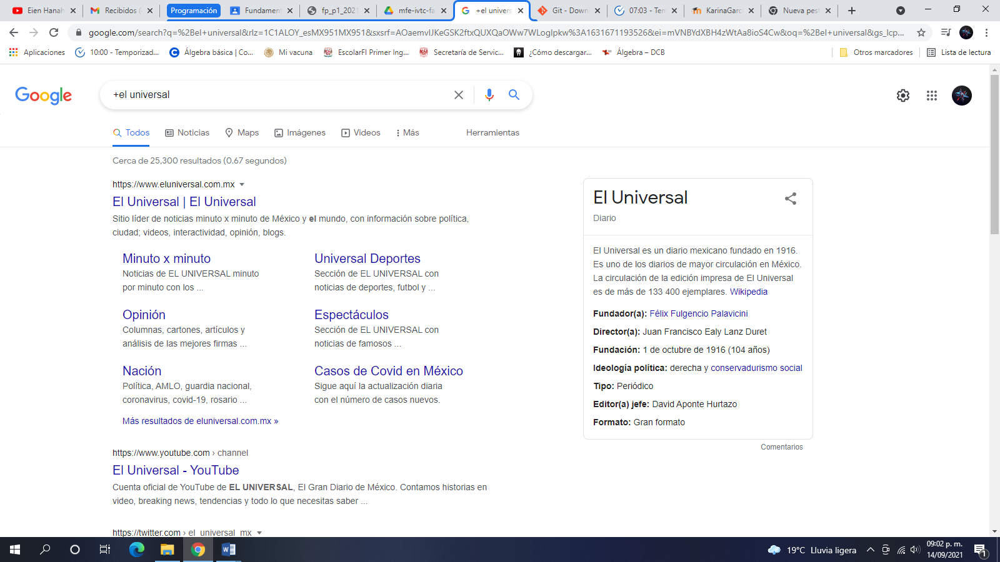 Eien Hanah
Recibidos (
Programación
Fundament
fp_p1_2021
mfe-ivtc-fa
+el univers
Git - Down
07:03 - Tem
KarinaGarc
Nueva pest
google.com/search?q=%2Bel+universal&rlz=1C1ALOY_esMX951MX951&sxsrf=AOaemvIJKeGSK2ftxQUXQaOWw7WLogIpkw%3A1631671193526&ei=mVNBYdXBH4zWtAa8ioS4Cw&oq=%2Bel+universal&gs_lcp...
Aplicaciones
10:00 - Temporizad...
Álgebra básica | Co...
Mi vacuna
EscolarFI Primer Ing...
Secretaría de Servic...
¿Cómo descargar...
Álgebra – DCB
Otros marcadores
Lista de lectura
Google
+el universal
Todos
Noticias
Maps
Imágenes
Videos
Más
Herramientas
Cerca de 25,300 resultados (0.67 segundos)
https://www.eluniversal.com.mx
El Universal | El Universal
Sitio líder de noticias minuto x minuto de México y el mundo, con información sobre política,
ciudad; videos, interactividad, opinión, blogs.
Minuto x minuto
Noticias de EL UNIVERSAL minuto
por minuto con los ...
Universal Deportes
Sección de EL UNIVERSAL con
noticias de deportes, futbol y ...
Opinión
Columnas, cartones, artículos y
análisis de las mejores firmas ...
Espectáculos
Sección de EL UNIVERSAL con
noticias de famosos ...
Nación
Política, AMLO, guardia nacional,
coronavirus, covid-19, rosario ...
Casos de Covid en México
Sigue aquí la actualización diaria
con el número de casos nuevos.
Más resultados de eluniversal.com.mx »
https://www.youtube.com › channel
El Universal - YouTube
Cuenta oficial de YouTube de EL UNIVERSAL, El Gran Diario de México. Contamos historias en
video, breaking news, tendencias y todo lo que necesitas saber ...
https://twitter.com › el_universal_mx
El Universal
Diario
El Universal es un diario mexicano fundado en 1916.
Es uno de los diarios de mayor circulación en México.
La circulación de la edición impresa de El Universal
es de más de 133 400 ejemplares. Wikipedia
Fundador(a): Félix Fulgencio Palavicini
Director(a): Juan Francisco Ealy Lanz Duret
Fundación: 1 de octubre de 1916 (104 años)
Ideología política: derecha y conservadurismo social
Tipo: Periódico
Editor(a) jefe: David Aponte Hurtazo
Formato: Gran formato
Comentarios
19°C Lluvia ligera
09:02 p. m.
14/09/2021
1